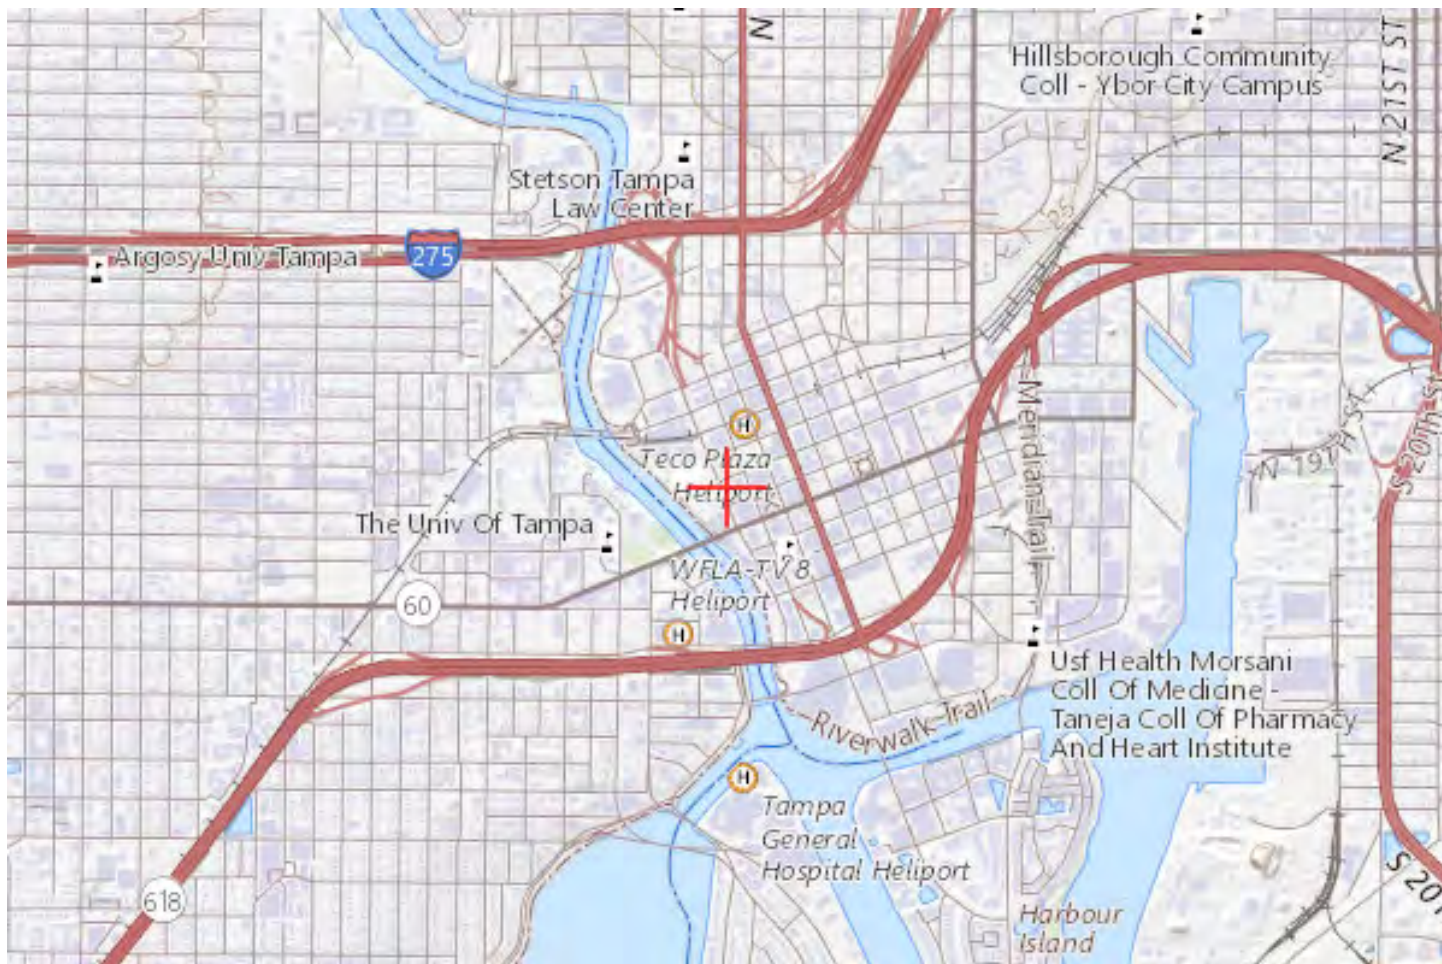 N
Hillsborough Community
Coll - Ybor City Campus
N 21ST ST
Stetson Tampa
Law Center
Argosy Univ Tampa
275
25
Meridian Trail
N 19TH ST
S 20th St
H
Teco Plaza
Heliport
The Univ Of Tampa
WFLA-TV 8
Heliport
60
H
Usf Health Morsani
Coll Of Medicine -
Taneja Coll Of Pharmacy
And Heart Institute
Riverwalk Trail
H
Tampa
General
Hospital Heliport
618
Harbour
Island
S 20T